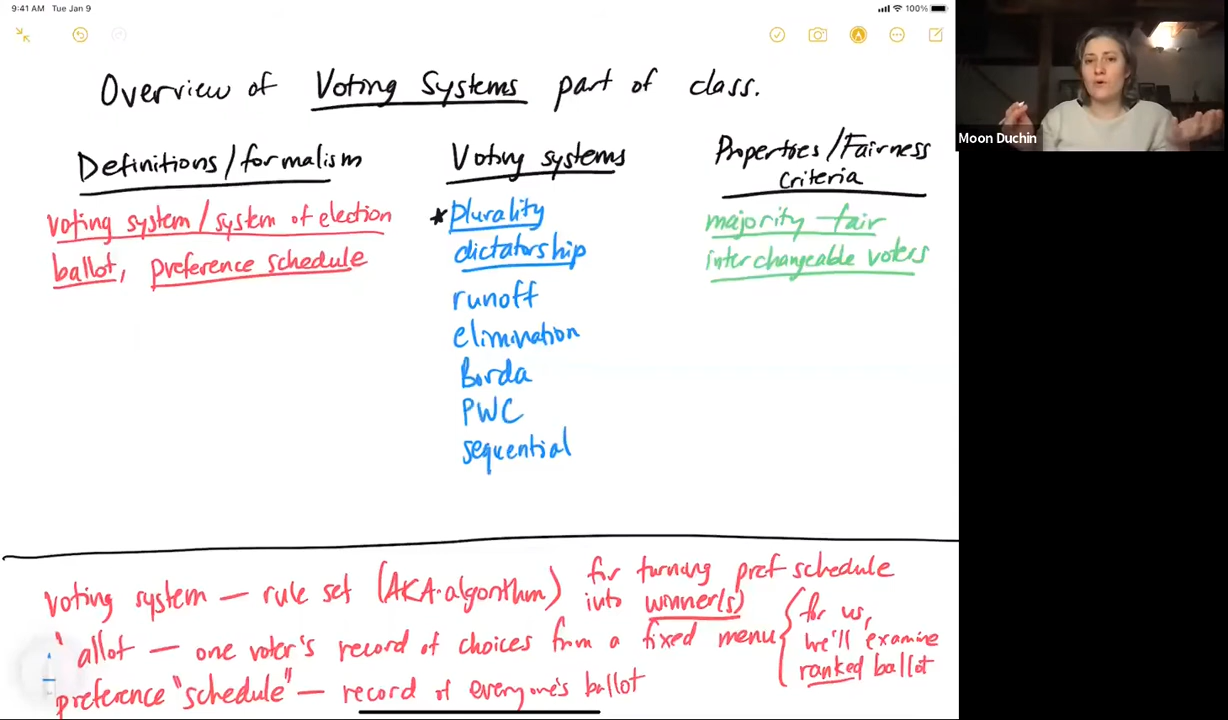 9:41 AM Tue Jan 9
100%
Overview of Voting Systems part of class.
Definitions/formalism
voting system/system of election
ballot, preference schedule
Voting systems
*plurality
dictatorship
runoff
elimination
Borda
PWC
sequential
Properties/Fairness
Criteria
majority-fair
interchangeable voters
Moon Duchin
voting system — rule set (AKA algorithm) for turning pref schedule
into winner(s)
allot — one voter's record of choices from a fixed menu
{for us,
we'll examine
ranked ballot
preference "schedule" — record of everyone's ballot